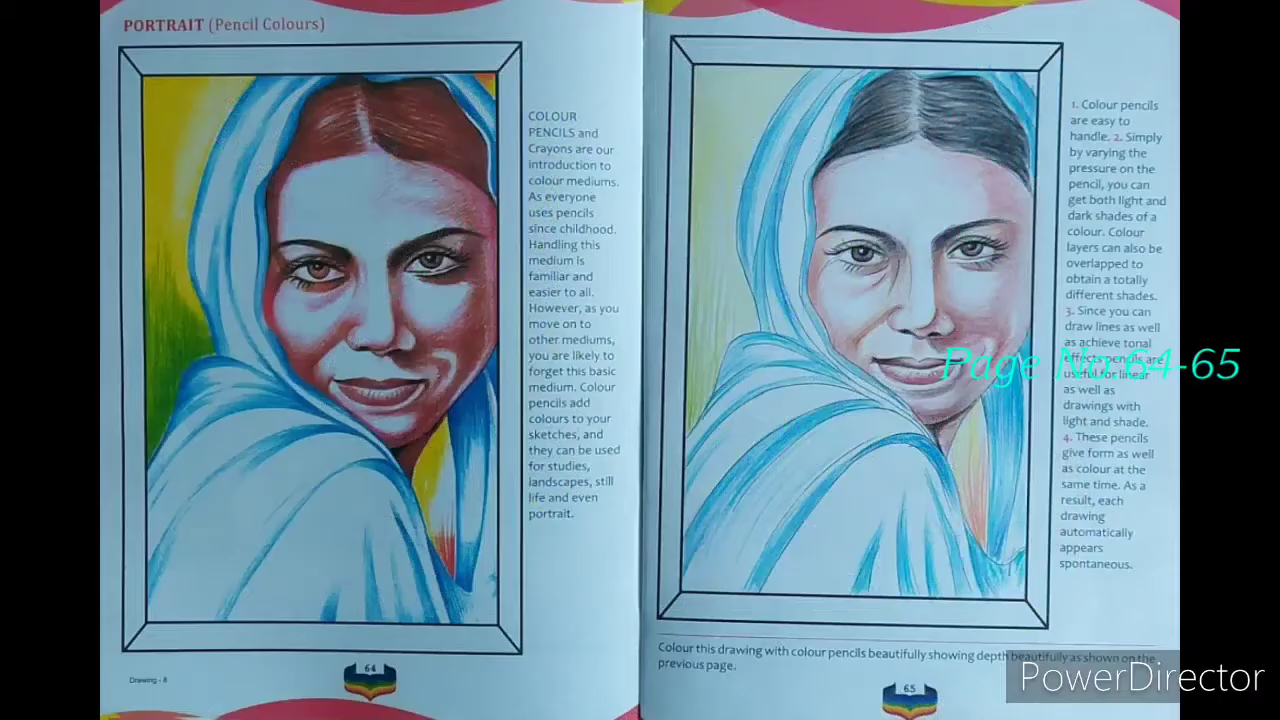 PORTRAIT (Pencil Colours)
COLOUR
PENCILS and
Crayons are our
introduction to
colour mediums.
As everyone
uses pencils
since childhood.
Handling this
medium is
familiar and
easier to all.
However, as you
move on to
other mediums,
you are likely to
forget this basic
medium. Colour
pencils add
colours to your
sketches, and
they can be used
for studies,
landscapes, still
life and even
portrait.
64
Drawing - 8
1. Colour pencils
are easy to
handle. 2. Simply
by varying the
pressure on the
pencil, you can
get both light and
dark shades of a
colour. Colour
layers can also be
overlapped to
obtain a totally
different shades.
3. Since you can
draw lines as well
as achieve tonal
effects pencils are
useful for linear
as well as
drawings with
light and shade.
4. These pencils
give form as well
as colour at the
same time. As a
result, each
drawing
automatically
appears
spontaneous.
Page No 64-65
Colour this drawing with colour pencils beautifully showing depth beautifully as shown on the
previous page.
65
PowerDirector